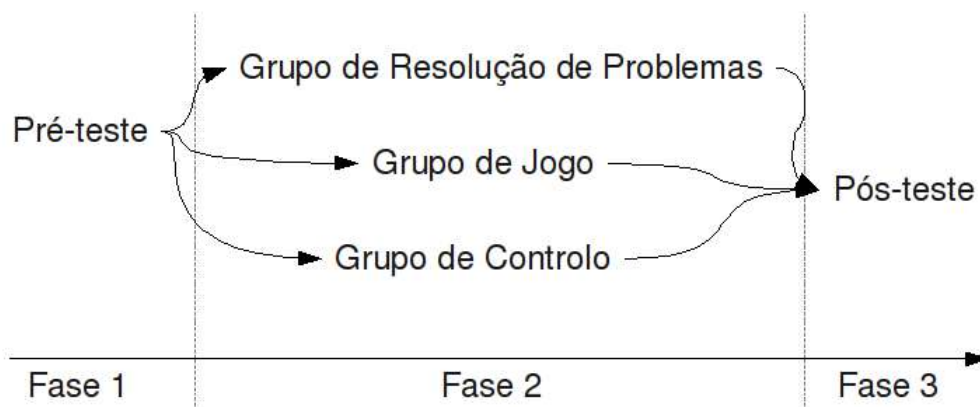 Grupo de Resolução de Problemas
Pré-teste
Grupo de Jogo
Pós-teste
Grupo de Controlo
Fase 1
Fase 2
Fase 3